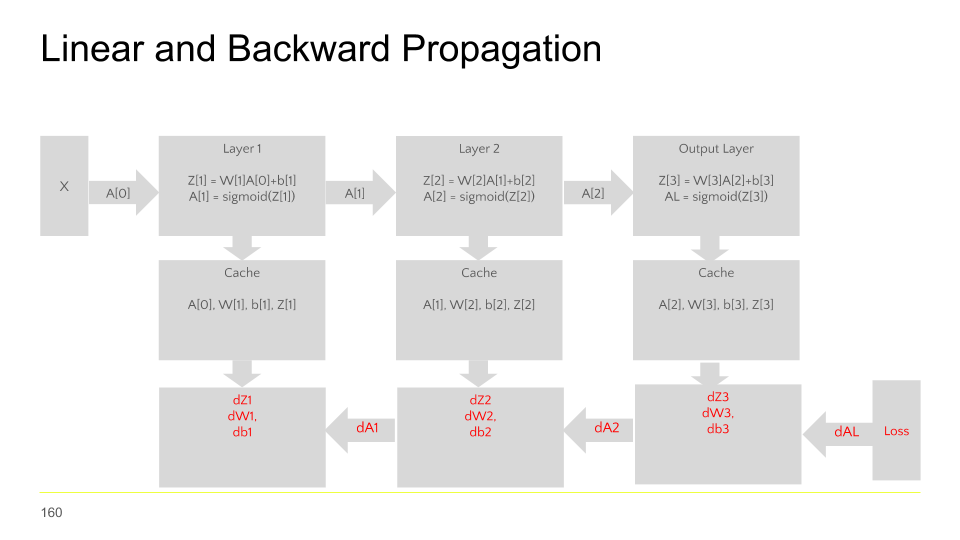 Linear and Backward Propagation
X
A[0]
Layer 1
Z[1] = W[1]A[0]+b[1]
A[1] = sigmoid(Z[1])
A[1]
Layer 2
Z[2] = W[2]A[1]+b[2]
A[2] = sigmoid(Z[2])
A[2]
Output Layer
Z[3] = W[3]A[2]+b[3]
AL = sigmoid(Z[3])
Cache
A[0], W[1], b[1], Z[1]
Cache
A[1], W[2], b[2], Z[2]
Cache
A[2], W[3], b[3], Z[3]
dZ1
dW1,
db1
dA1
dZ2
dW2,
db2
dA2
dZ3
dW3,
db3
dAL
Loss
160